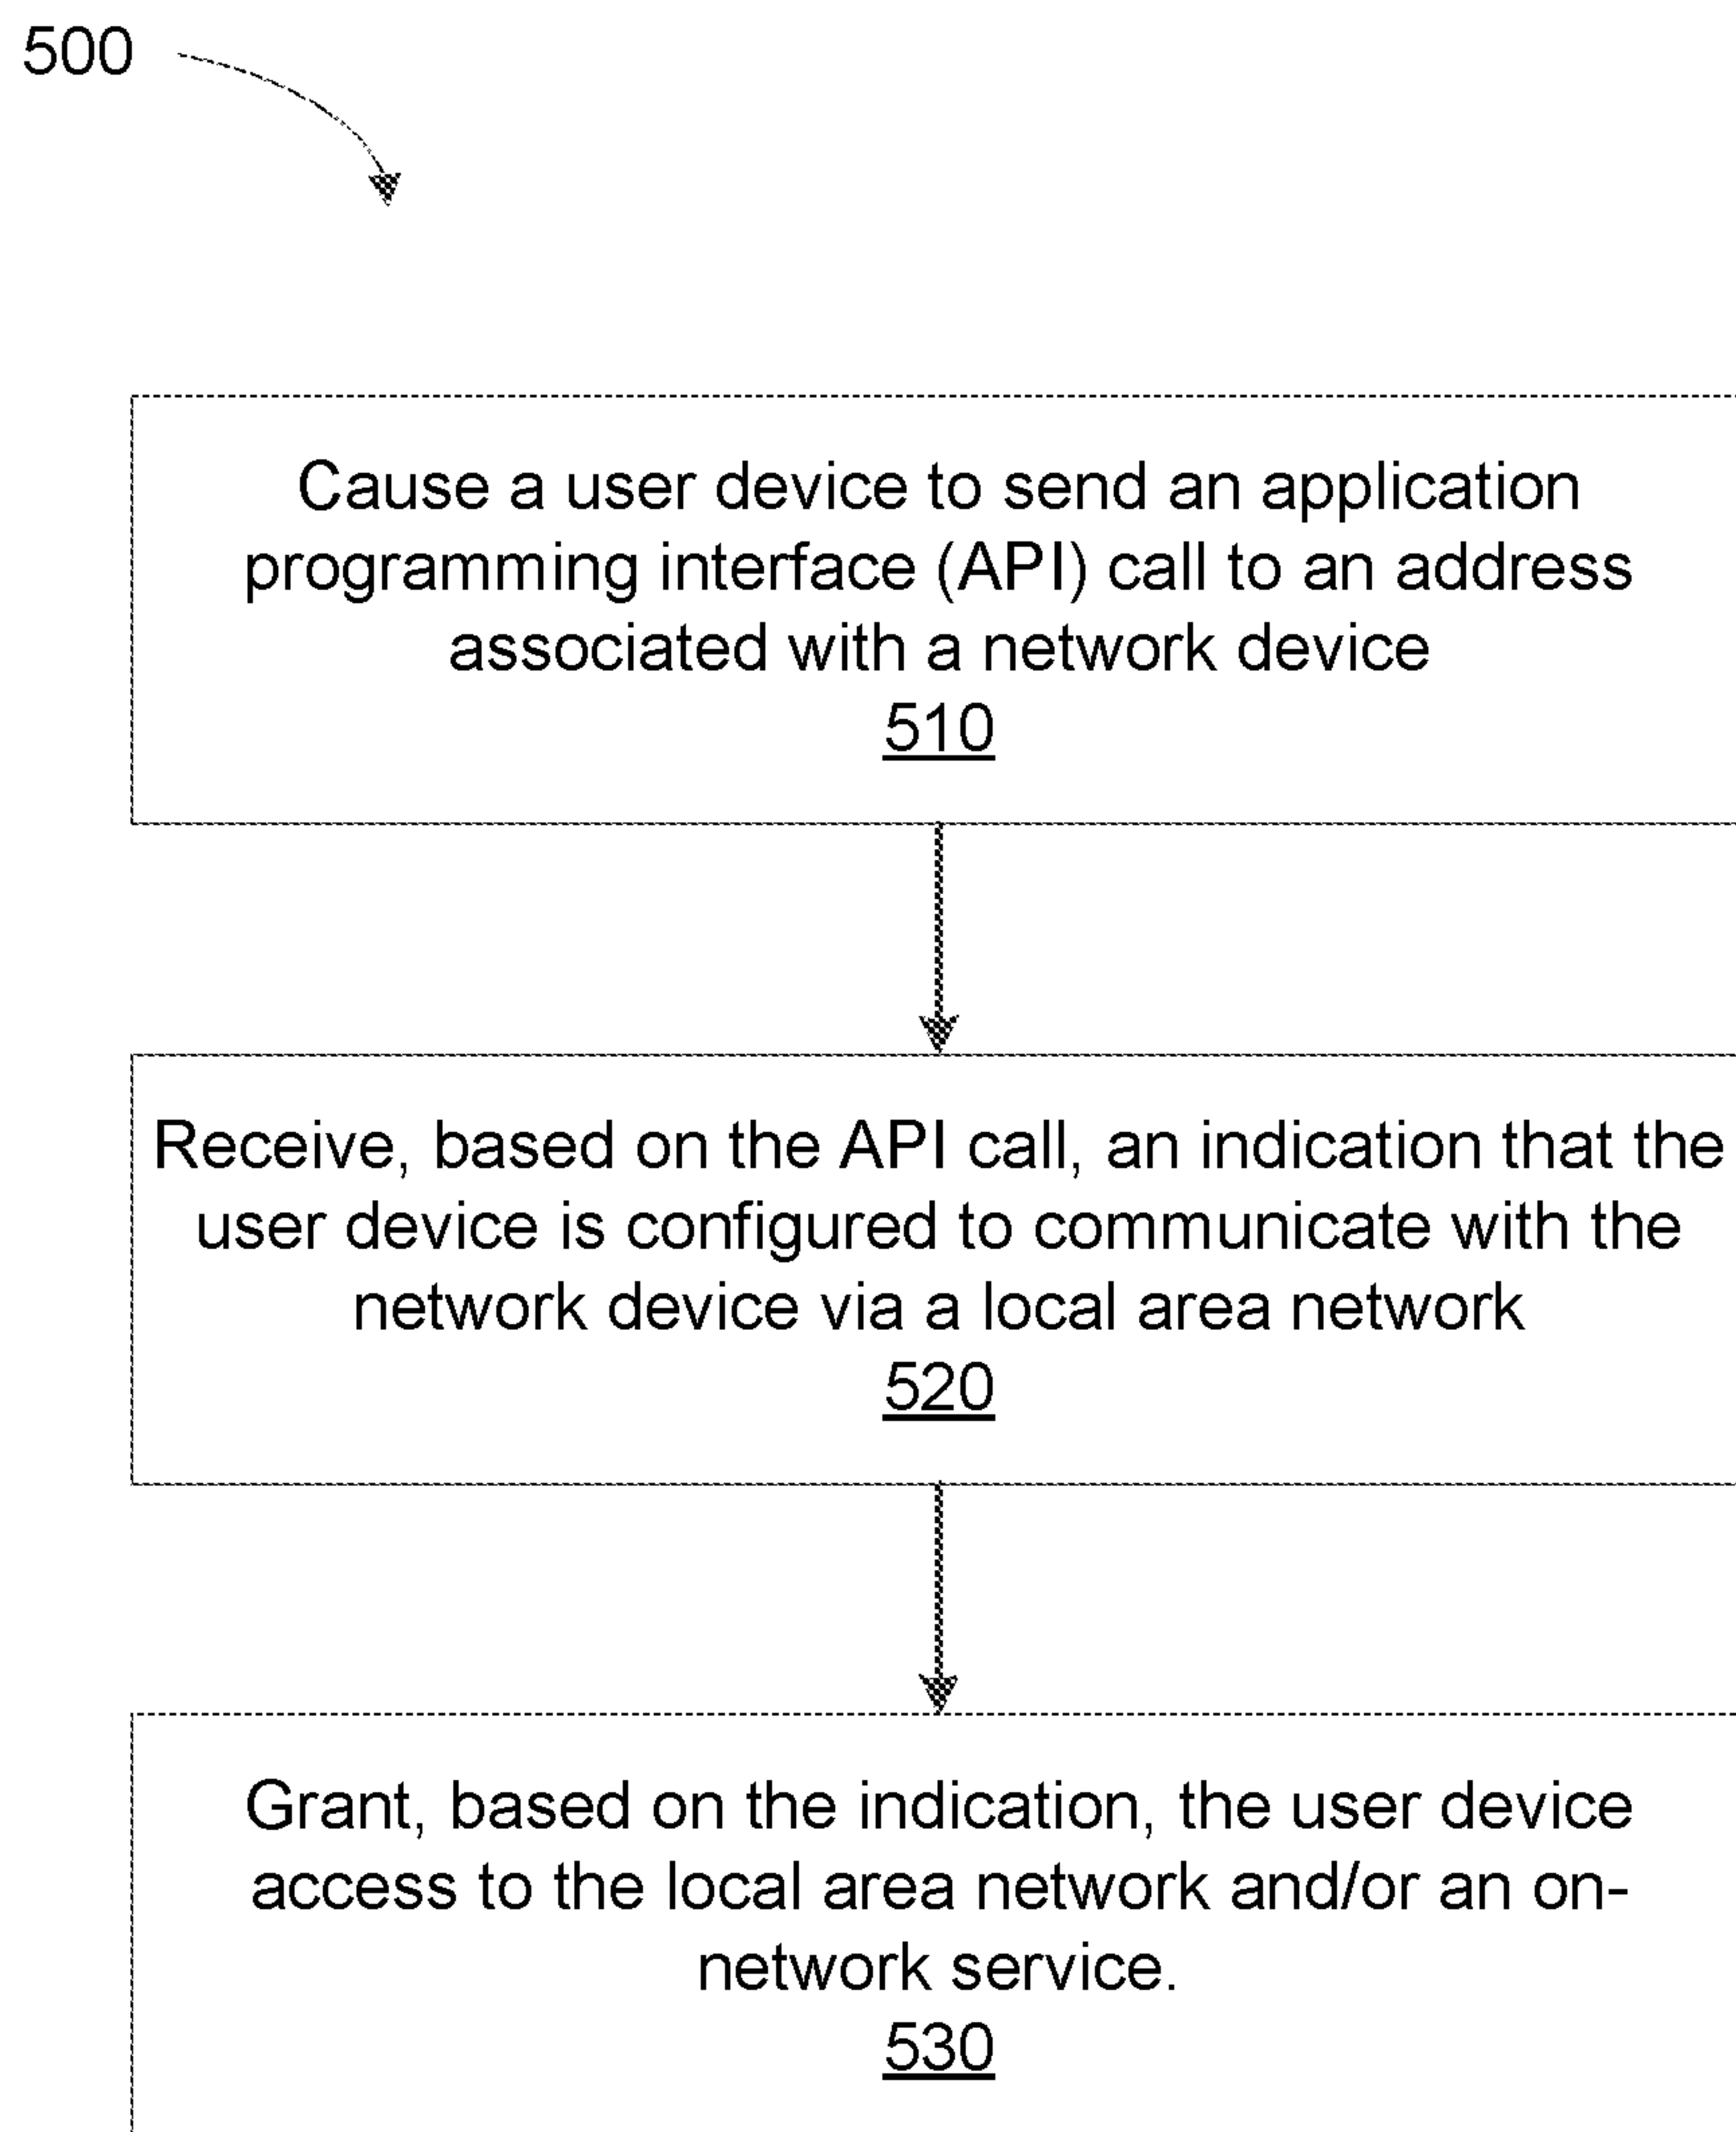 500
Cause a user device to send an application
programming interface (API) call to an address
associated with a network device
510
Receive, based on the API call, an indication that the
user device is configured to communicate with the
network device via a local area network
520
Grant, based on the indication, the user device
access to the local area network and/or an on-
network service.
530